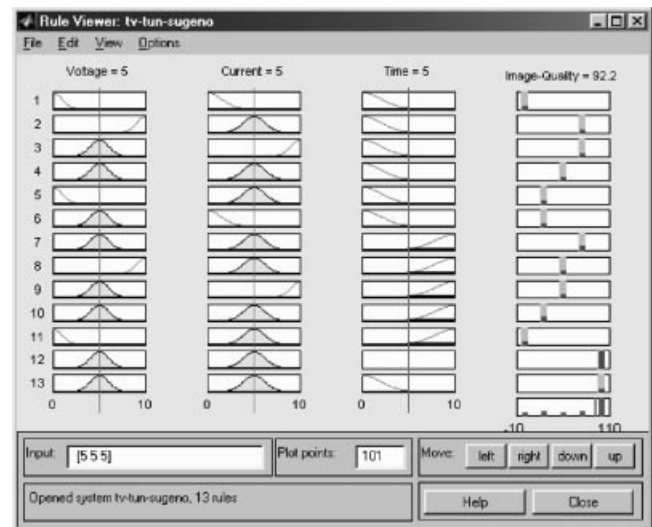 Rule Viewer: tv-tun-sugeno
File Edit View Options
Voltage = 5 Current = 5 Time = 5 Image-Quality = 92.2
1
2
3
4
5
6
7
8
9
10
11
12
13
0 10 0 10 0 10
-10 110
Input: [5 5 5] Plot points: 101 Move: left right down up
Opened system tv-tun-sugeno, 13 rules Help Close